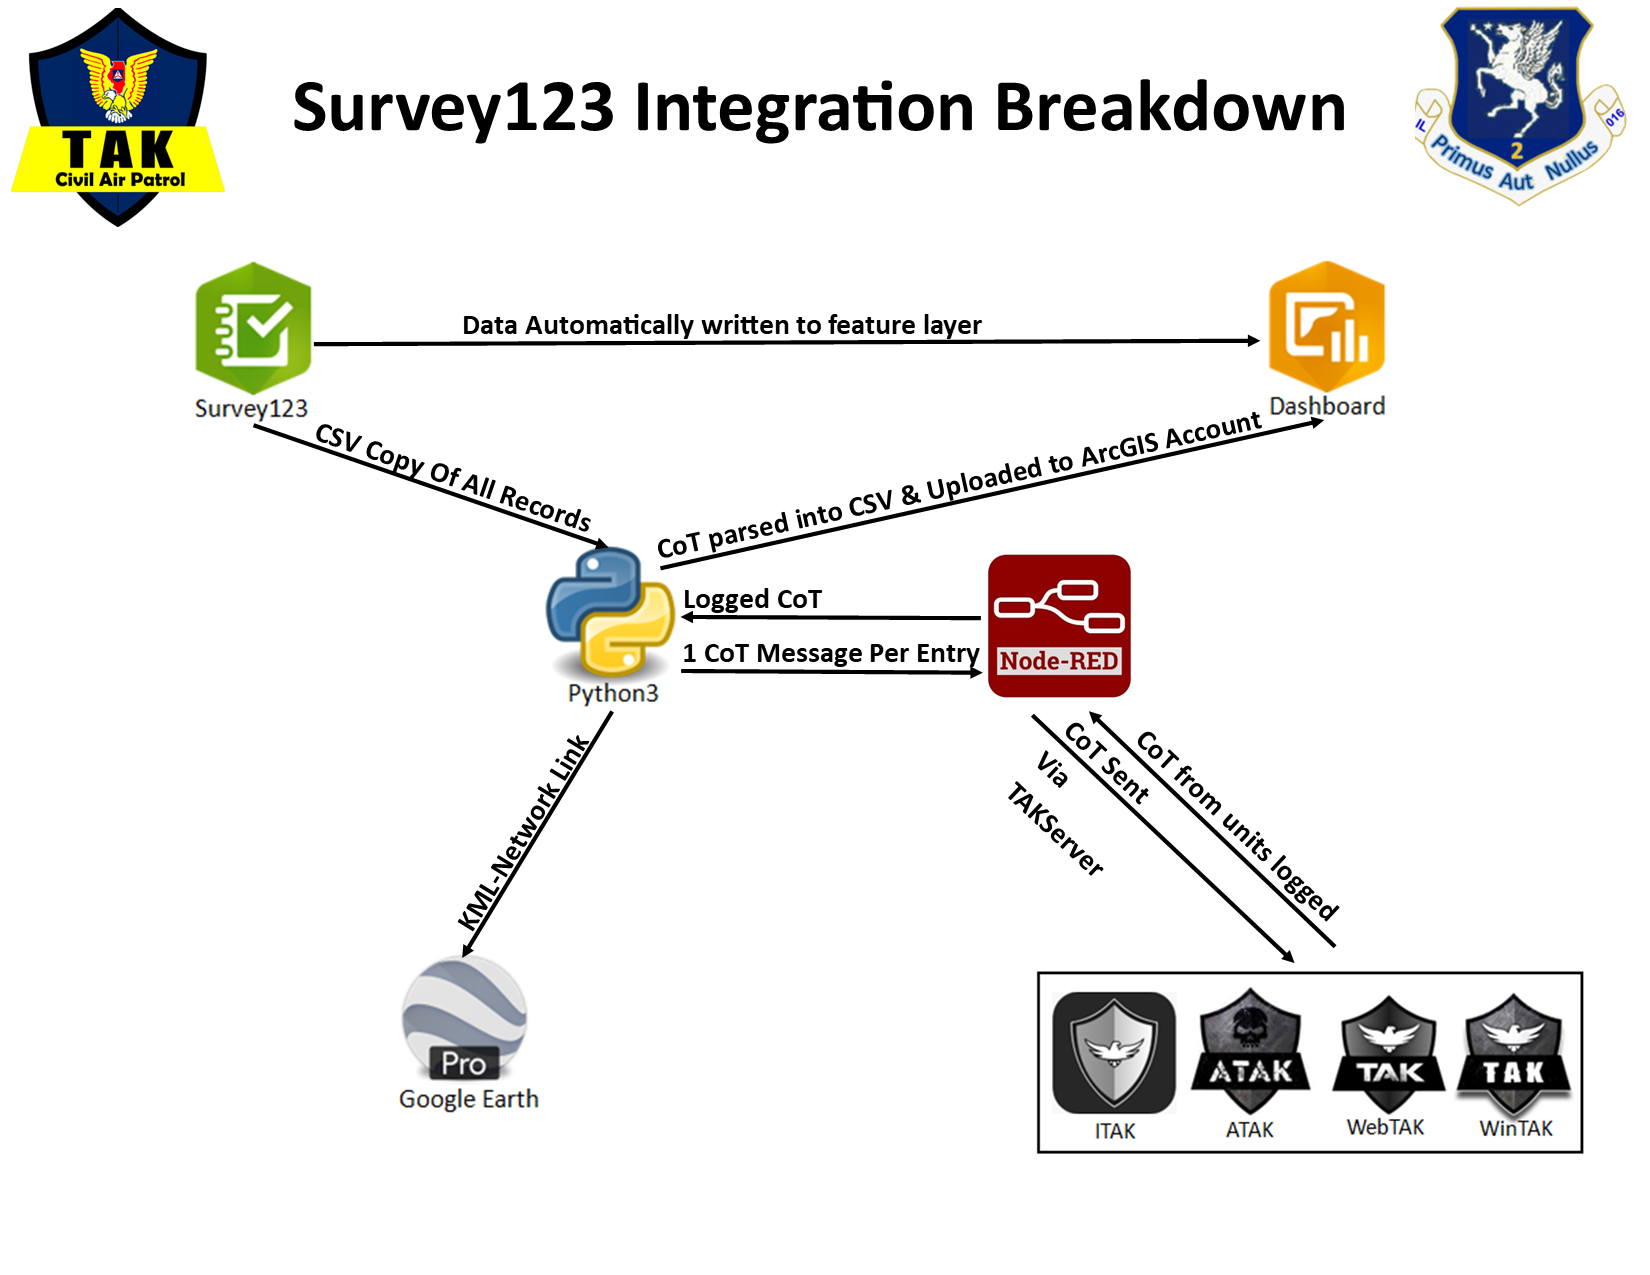 Survey123 Integration Breakdown
TAK
Civil Air Patrol
IL
016
2
Primus Aut Nullus
Data Automatically written to feature layer
Survey123
Dashboard
CSV Copy Of All Records
CoT parsed into CSV & Uploaded to ArcGIS Account
Logged CoT
1 CoT Message Per Entry
Node-RED
Python3
KML-Network Link
CoT Sent
Via
TAKServer
CoT from units logged
Pro
Google Earth
ATAK
TAK
TAK
ITAK
ATAK
WebTAK
WinTAK